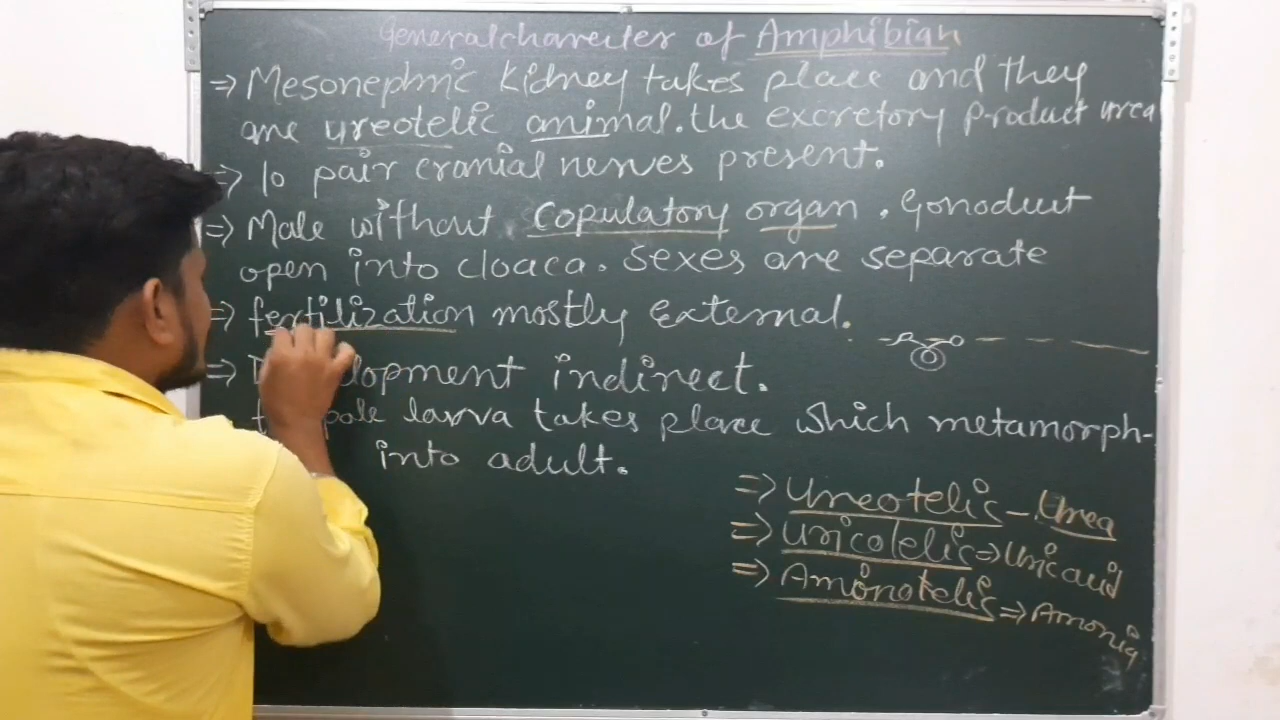 General charecter of Amphibian
=> Mesonephric kidney takes place and they
are ureotelic animal. the excretory product urea
=> 10 pair cranial nerves present.
=> Male without copulatory organ. Gonoduct
open into cloaca. Sexes are separate
=> fertilization mostly External.
=> lopment indirect.
pole larva takes place which metamorph-
into adult.
=> Ureotelic - Urea
=> Uricotelic => Uric acid
=> Amonotelic => Amonia